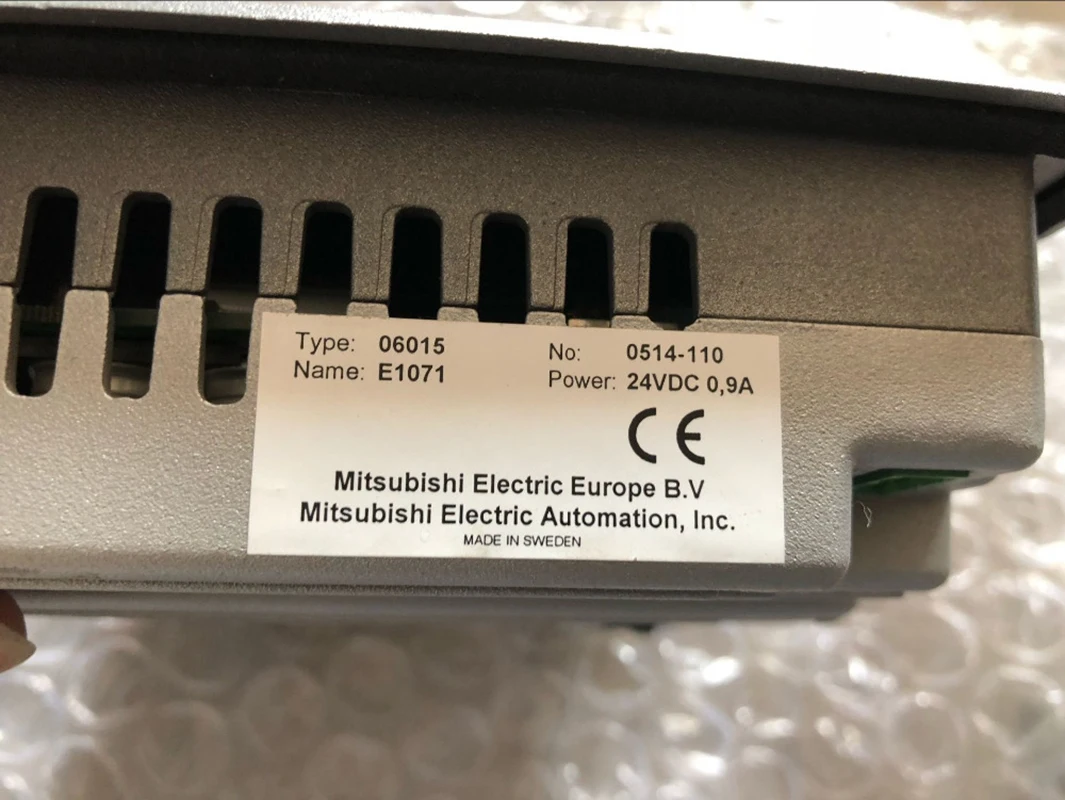 Type: 06015
Name: E1071
No: 0514-110
Power: 24VDC 0,9A
CE
Mitsubishi Electric Europe B.V
Mitsubishi Electric Automation, Inc.
MADE IN SWEDEN